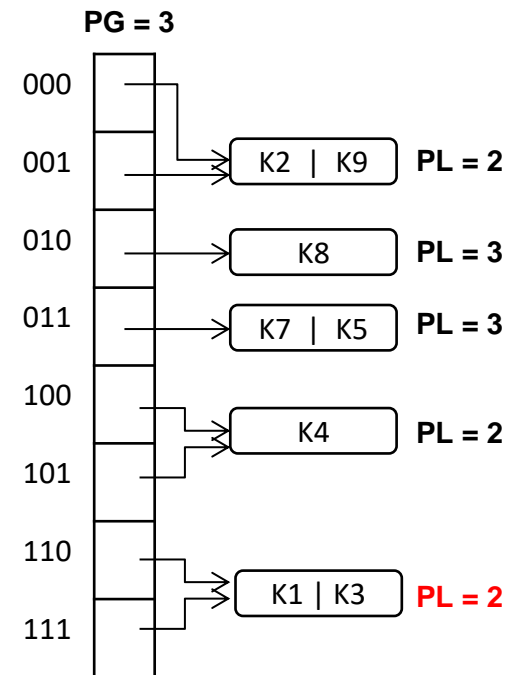 PG = 3
000
001
K2 | K9 PL = 2
010
K8 PL = 3
011
K7 | K5 PL = 3
100
K4 PL = 2
101
110
K1 | K3 PL = 2
111